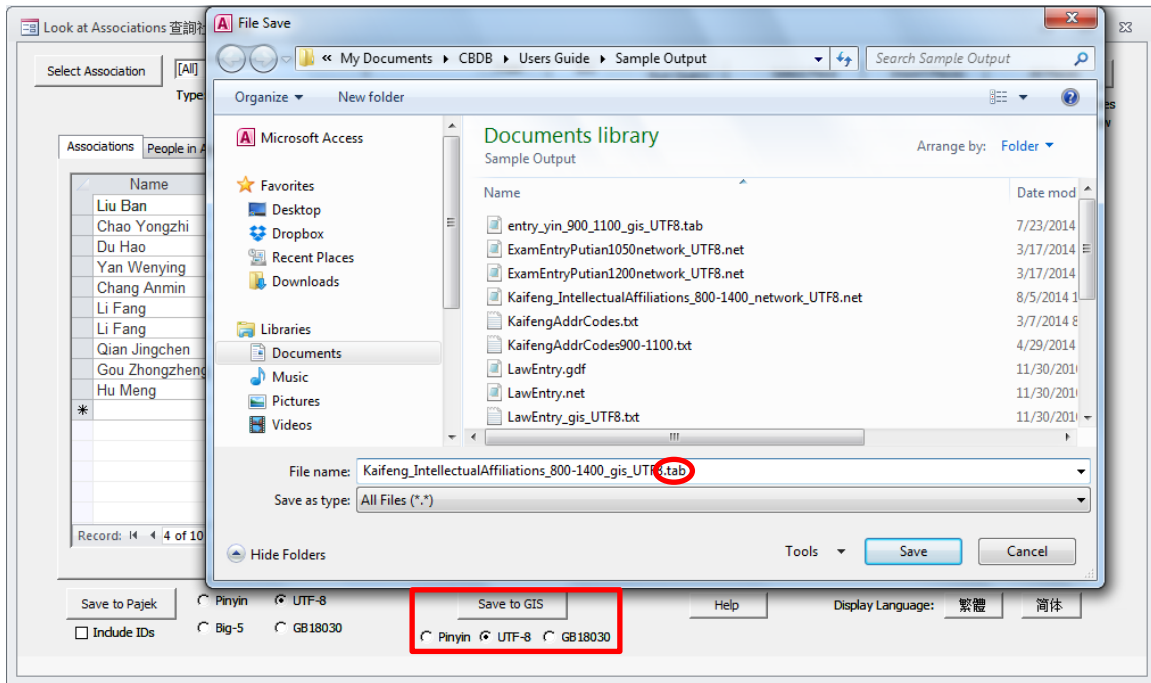 Look at Associations 查詢社
File Save
« My Documents ▸ CBDB ▸ Users Guide ▸ Sample Output
Search Sample Output
Select Association
[All]
Type
Organize
New folder
Microsoft Access
Favorites
Desktop
Dropbox
Recent Places
Downloads
Libraries
Documents
Music
Pictures
Videos
Documents library
Sample Output
Arrange by: Folder
Name Date mod
entry_yin_900_1100_gis_UTF8.tab 7/23/2014
ExamEntryPutian1050network_UTF8.net 3/17/2014
ExamEntryPutian1200network_UTF8.net 3/17/2014
Kaifeng_IntellectualAffiliations_800-1400_network_UTF8.net 8/5/2014 1
KaifengAddrCodes.txt 3/7/2014 8
KaifengAddrCodes900-1100.txt 4/29/2014
LawEntry.gdf 11/30/201
LawEntry.net 11/30/201
LawEntry_gis_UTF8.txt 11/30/201
Associations People in A
Name
Liu Ban
Chao Yongzhi
Du Hao
Yan Wenying
Chang Anmin
Li Fang
Li Fang
Qian Jingchen
Gou Zhongzheng
Hu Meng
Record: 4 of 10
File name: Kaifeng_IntellectualAffiliations_800-1400_gis_UTF8.tab
Save as type: All Files (*.*)
Hide Folders
Tools
Save
Cancel
Save to Pajek
Pinyin UTF-8
Include IDs
Big-5 GB18030
Save to GIS
Pinyin UTF-8 GB18030
Help
Display Language: 繁體 简体